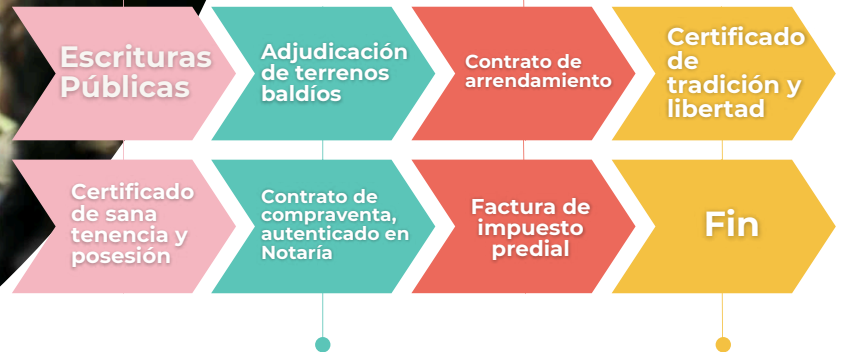 Escrituras
Públicas
Adjudicación
de terrenos
baldíos
Contrato de
arrendamiento
Certificado
de
tradición y
libertad
Certificado
de sana
tenencia y
posesión
Contrato de
compraventa,
autenticado en
Notaría
Factura de
impuesto
predial
Fin